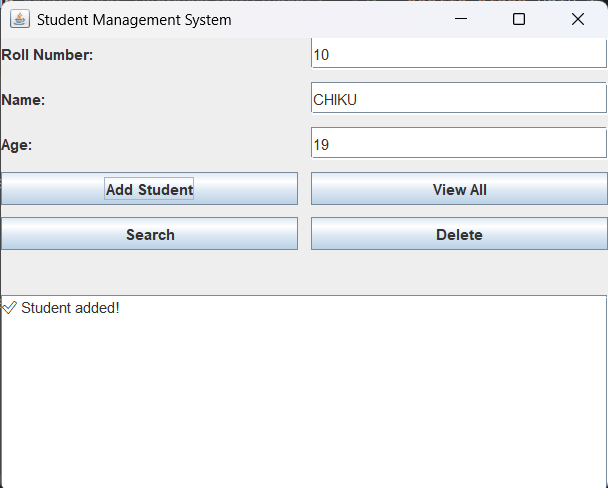 Student Management System
Roll Number: 10
Name: CHIKU
Age: 19
Add Student View All
Search Delete
✓ Student added!